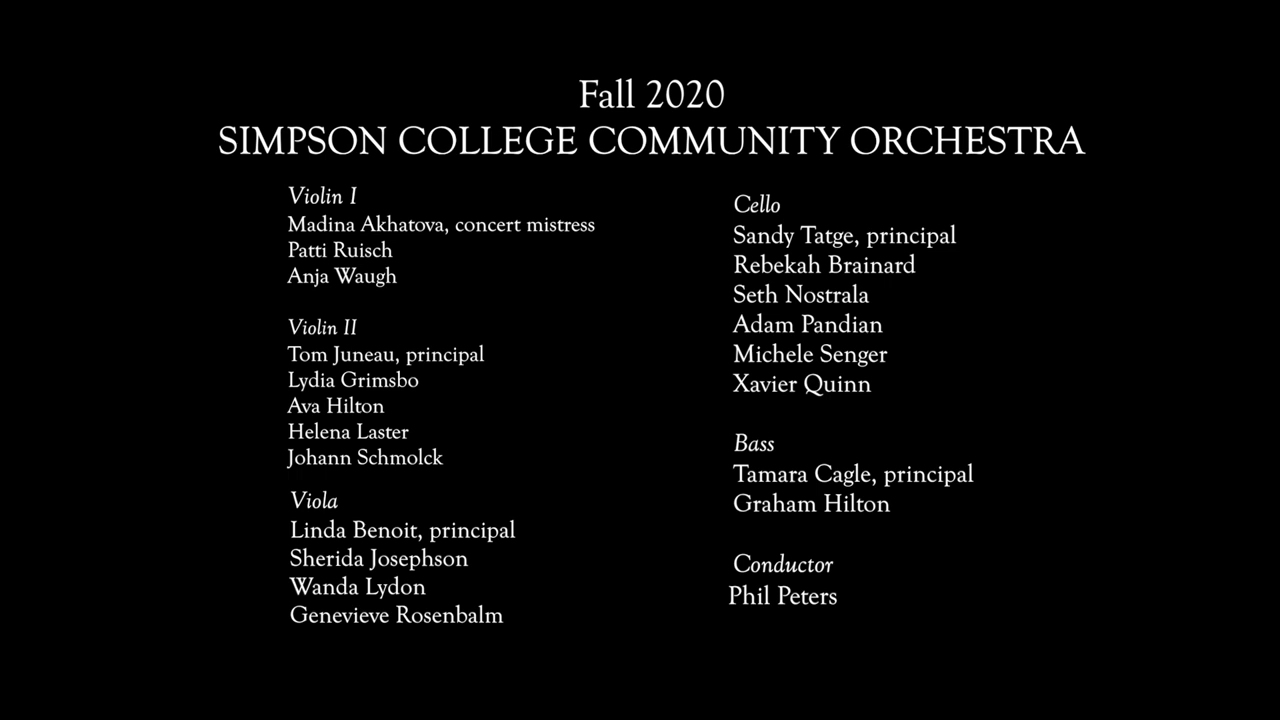 Fall 2020
SIMPSON COLLEGE COMMUNITY ORCHESTRA
Violin I
Madina Akhatova, concert mistress
Patti Ruisch
Anja Waugh
Violin II
Tom Juneau, principal
Lydia Grimsbo
Ava Hilton
Helena Laster
Johann Schmolck
Viola
Linda Benoit, principal
Sherida Josephson
Wanda Lydon
Genevieve Rosenbalm
Cello
Sandy Tatge, principal
Rebekah Brainard
Seth Nostrala
Adam Pandian
Michele Senger
Xavier Quinn
Bass
Tamara Cagle, principal
Graham Hilton
Conductor
Phil Peters